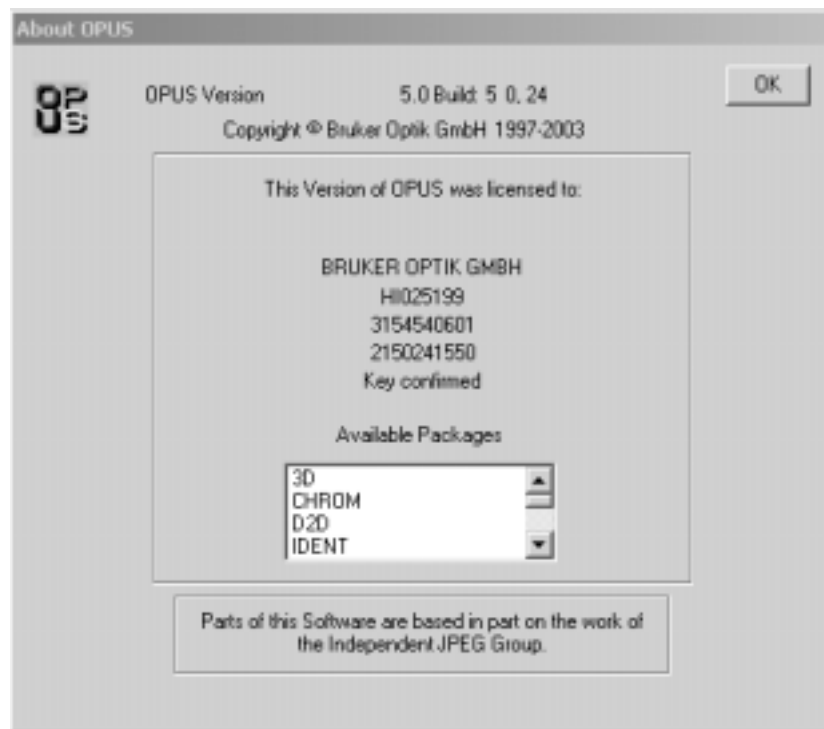 About OPUS
OPUS
OK
OPUS Version 5.0 Build: 5 0, 24
Copyright © Bruker Optik GmbH 1997-2003
This Version of OPUS was licensed to:
BRUKER OPTIK GMBH
HI025199
3154540601
2150241550
Key confirmed
Available Packages
3D
CHROM
D2D
IDENT
Parts of this Software are based in part on the work of
the Independent JPEG Group.